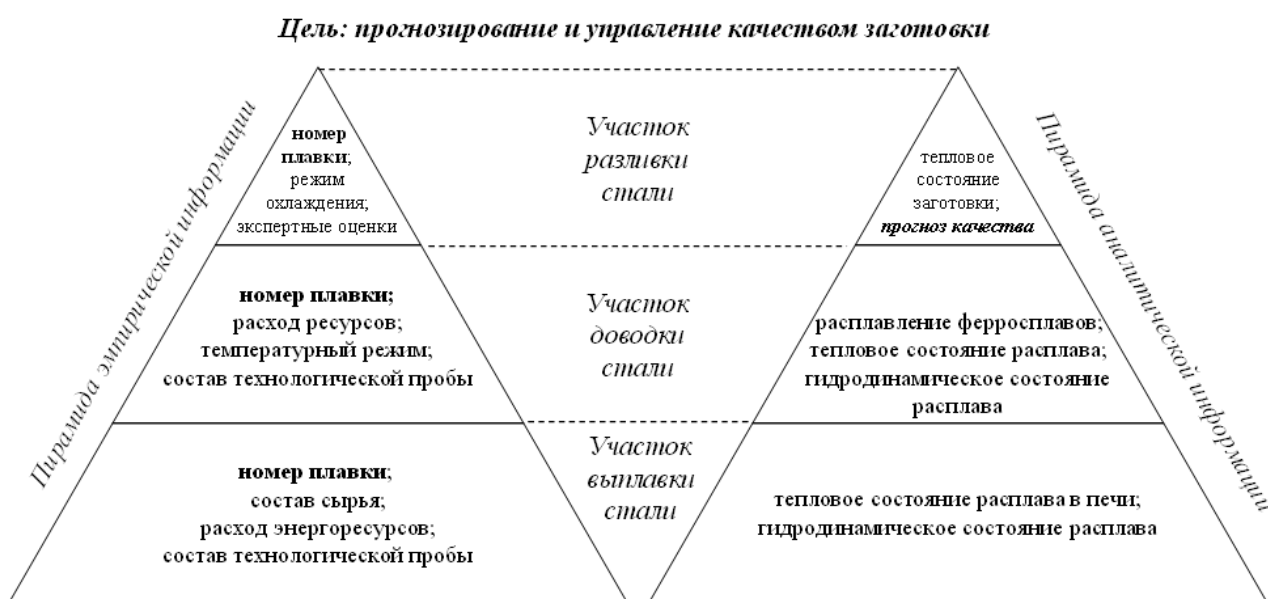 Цель: прогнозирование и управление качеством заготовки
Пирамида эмпирической информации
номер
плавки;
режим
охлаждения;
экспертные оценки
Участок
разливки
стали
тепловое
состояние
заготовки;
прогноз качества
Пирамида аналитической информации
номер плавки;
расход ресурсов;
температурный режим;
состав технологической пробы
Участок
доводки
стали
расплавление ферросплавов;
тепловое состояние расплава;
гидродинамическое состояние
расплава
номер плавки;
состав сырья;
расход энергоресурсов;
состав технологической пробы
Участок
выплавки
стали
тепловое состояние расплава в печи;
гидродинамическое состояние расплава